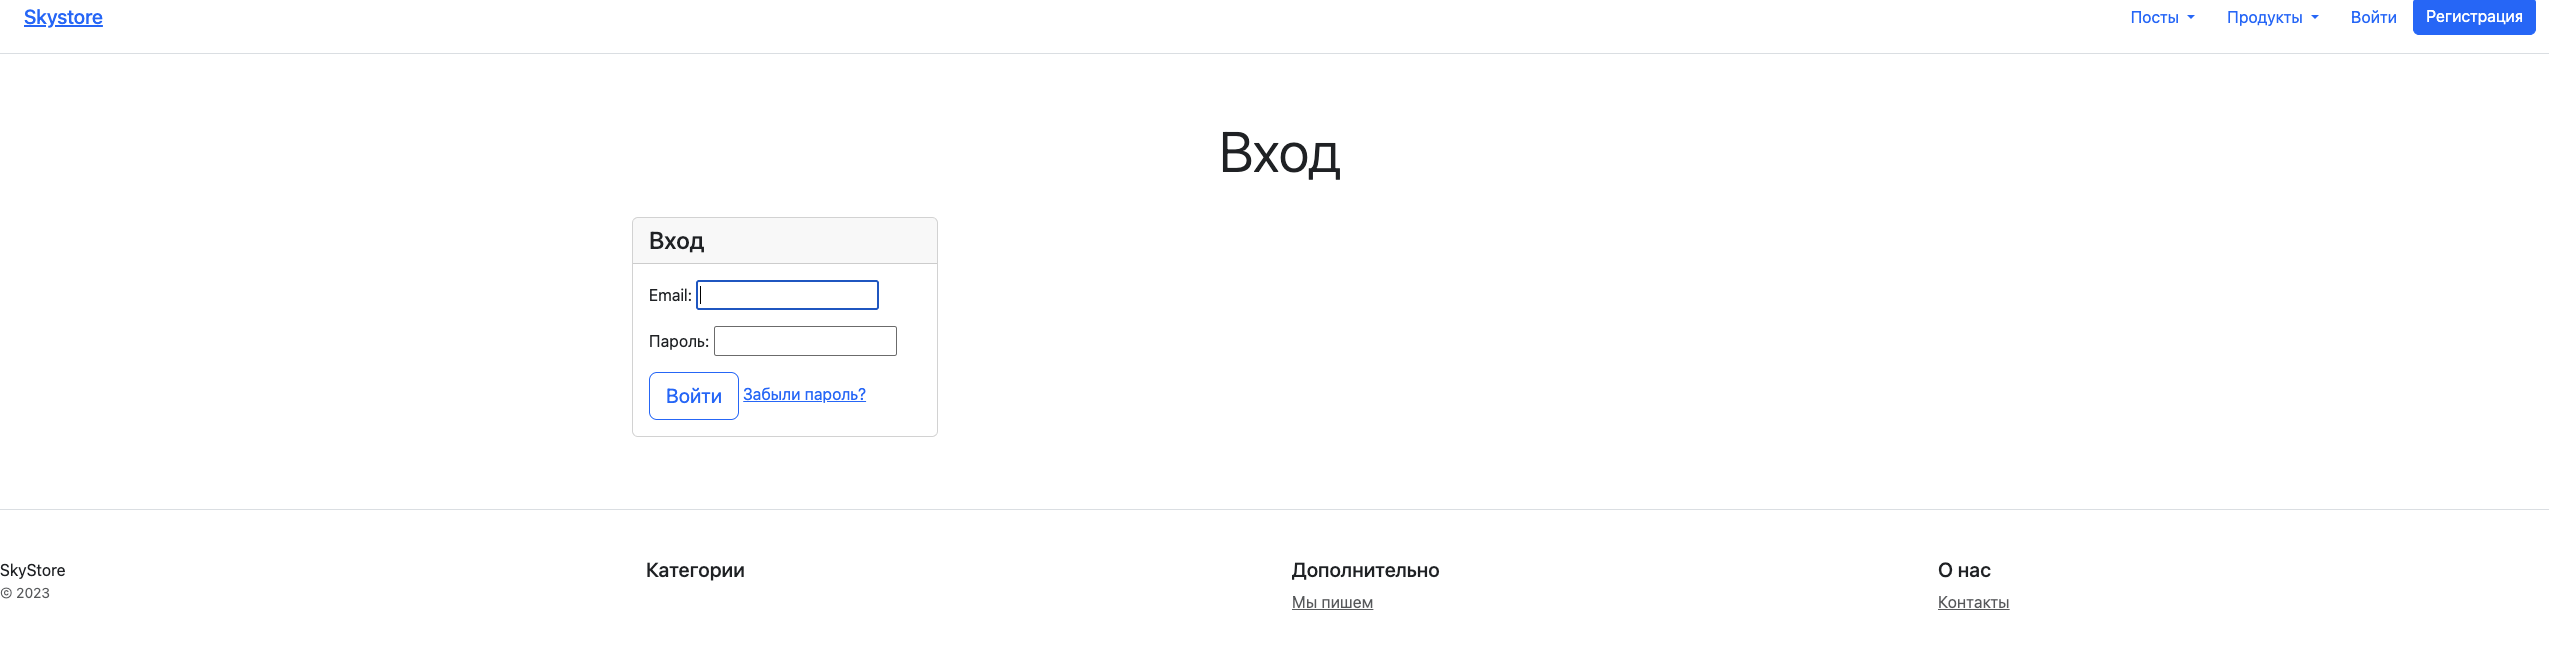 Skystore
Посты
Продукты
Войти
Регистрация
Вход
Вход
Email:
Пароль:
Войти
Забыли пароль?
SkyStore
© 2023
Категории
Дополнительно
Мы пишем
О нас
Контакты